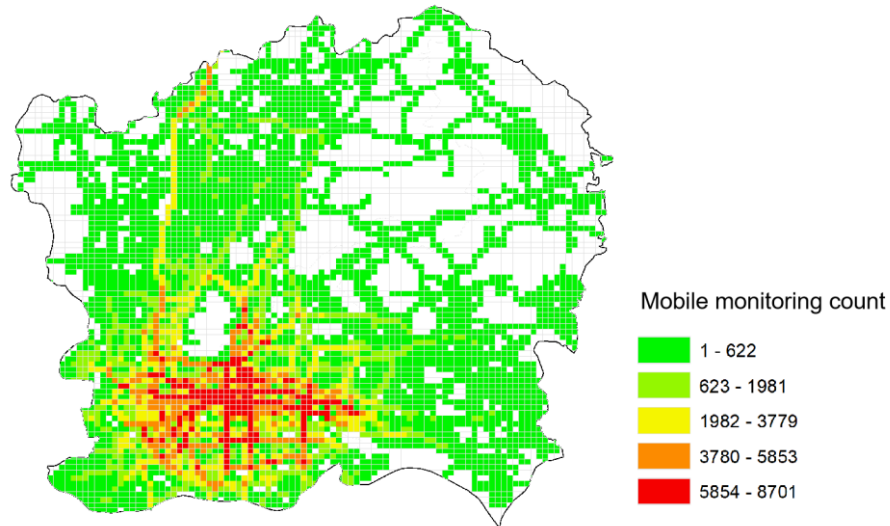 Mobile monitoring count
1 - 622
623 - 1981
1982 - 3779
3780 - 5853
5854 - 8701